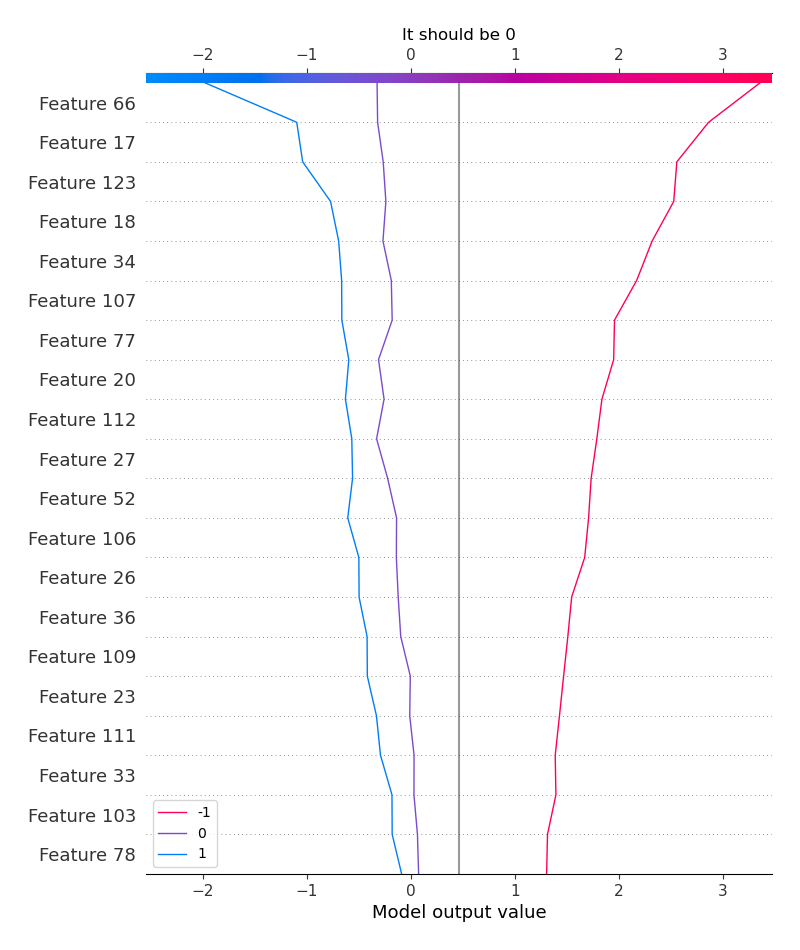 It should be 0
−2 −1 0 1 2 3
Feature 66
Feature 17
Feature 123
Feature 18
Feature 34
Feature 107
Feature 77
Feature 20
Feature 112
Feature 27
Feature 52
Feature 106
Feature 26
Feature 36
Feature 109
Feature 23
Feature 111
Feature 33
Feature 103
Feature 78
-1
0
1
−2 −1 0 1 2 3
Model output value